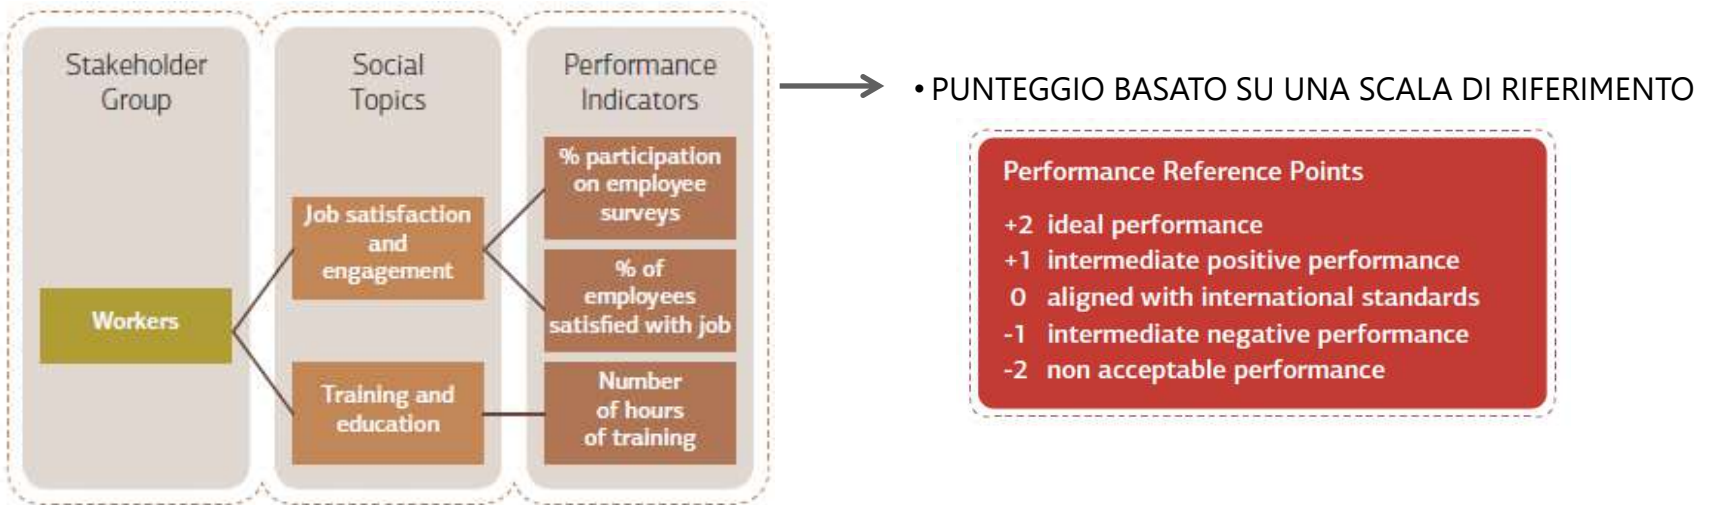 Stakeholder
Group
Workers
Social
Topics
Job satisfaction
and
engagement
Training and
education
Performance
Indicators
% participation
on employee
surveys
% of
employees
satisfied with job
Number
of hours
of training
• PUNTEGGIO BASATO SU UNA SCALA DI RIFERIMENTO
Performance Reference Points
+2 ideal performance
+1 intermediate positive performance
0 aligned with international standards
-1 intermediate negative performance
-2 non acceptable performance